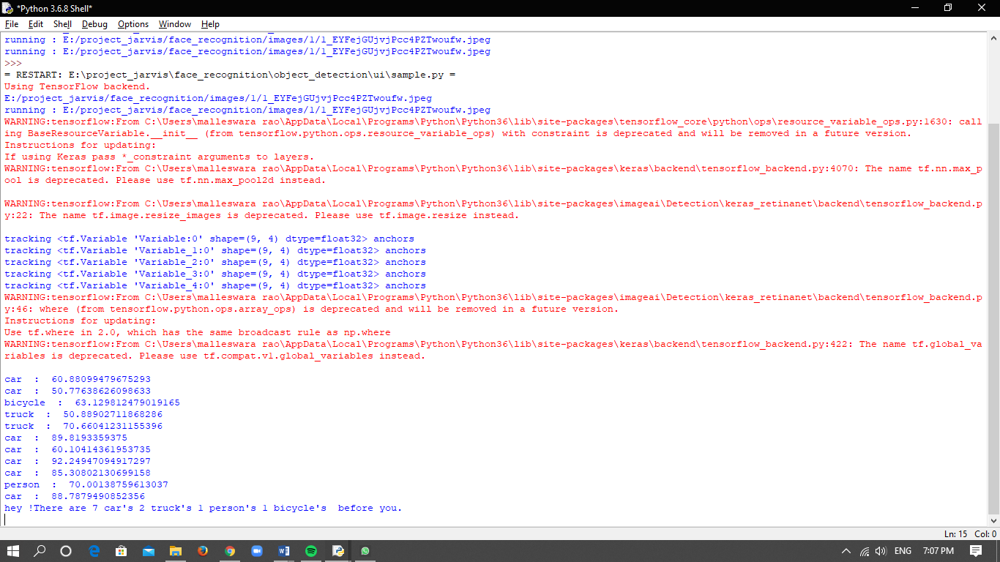 *Python 3.6.8 Shell*
File Edit Shell Debug Options Window Help
running : E:/project_jarvis/face_recognition/images/1/1_EYFejGUjvjPcc4PZTwoufw.jpeg
running : E:/project_jarvis/face_recognition/images/1/1_EYFejGUjvjPcc4PZTwoufw.jpeg
>>>
= RESTART: E:\project_jarvis\face_recognition\object_detection\ui\sample.py =
Using TensorFlow backend.
E:/project_jarvis/face_recognition/images/1/1_EYFejGUjvjPcc4PZTwoufw.jpeg
running : E:/project_jarvis/face_recognition/images/1/1_EYFejGUjvjPcc4PZTwoufw.jpeg
WARNING:tensorflow:From C:\Users\malleswara rao\AppData\Local\Programs\Python\Python36\lib\site-packages\tensorflow_core\python\ops\resource_variable_ops.py:1630: call
ing BaseResourceVariable.__init__ (from tensorflow.python.ops.resource_variable_ops) with constraint is deprecated and will be removed in a future version.
Instructions for updating:
If using Keras pass *_constraint arguments to layers.
WARNING:tensorflow:From C:\Users\malleswara rao\AppData\Local\Programs\Python\Python36\lib\site-packages\keras\backend\tensorflow_backend.py:4070: The name tf.nn.max_p
ool is deprecated. Please use tf.nn.max_pool2d instead.
WARNING:tensorflow:From C:\Users\malleswara rao\AppData\Local\Programs\Python\Python36\lib\site-packages\imageai\Detection\keras_retinanet\backend\tensorflow_backend.p
y:22: The name tf.image.resize_images is deprecated. Please use tf.image.resize instead.
tracking <tf.Variable 'Variable:0' shape=(9, 4) dtype=float32> anchors
tracking <tf.Variable 'Variable_1:0' shape=(9, 4) dtype=float32> anchors
tracking <tf.Variable 'Variable_2:0' shape=(9, 4) dtype=float32> anchors
tracking <tf.Variable 'Variable_3:0' shape=(9, 4) dtype=float32> anchors
tracking <tf.Variable 'Variable_4:0' shape=(9, 4) dtype=float32> anchors
WARNING:tensorflow:From C:\Users\malleswara rao\AppData\Local\Programs\Python\Python36\lib\site-packages\imageai\Detection\keras_retinanet\backend\tensorflow_backend.p
y:46: where (from tensorflow.python.ops.array_ops) is deprecated and will be removed in a future version.
Instructions for updating:
Use tf.where in 2.0, which has the same broadcast rule as np.where
WARNING:tensorflow:From C:\Users\malleswara rao\AppData\Local\Programs\Python\Python36\lib\site-packages\keras\backend\tensorflow_backend.py:422: The name tf.global_va
riables is deprecated. Please use tf.compat.v1.global_variables instead.
car : 60.88099479675293
car : 50.77638626098633
bicycle : 63.129812479019165
truck : 50.88902711868286
truck : 70.66041231155396
car : 89.8193359375
car : 60.10414361953735
car : 92.24947094917297
car : 85.30802130699158
person : 70.00138759613037
car : 88.7879490852356
hey !There are 7 car's 2 truck's 1 person's 1 bicycle's  before you.
Ln: 15 Col: 0
ENG 7:07 PM